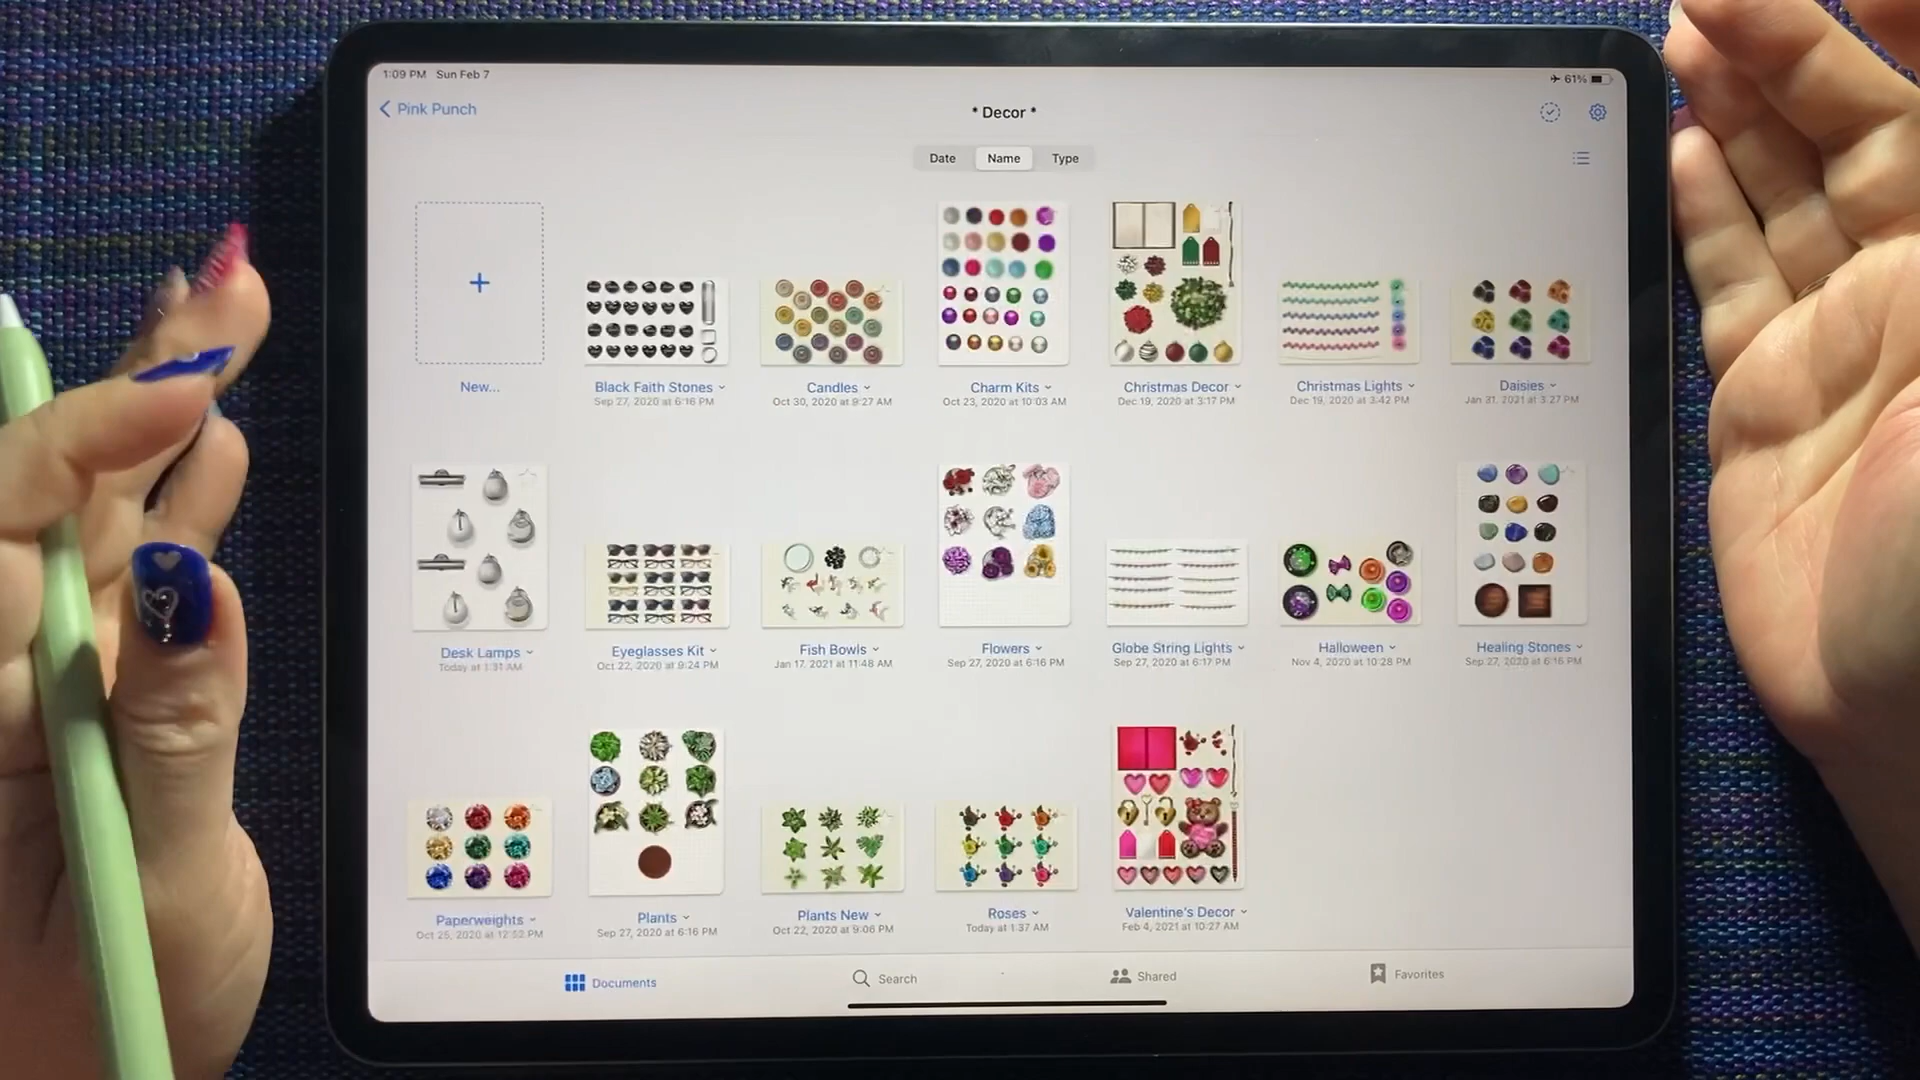 1:09 PM Sun Feb 7
61%
Pink Punch
* Decor *
Date Name Type
New...
Black Faith Stones
Sep 27, 2020 at 6:16 PM
Candles
Oct 30, 2020 at 9:27 AM
Charm Kits
Oct 23, 2020 at 10:03 AM
Christmas Decor
Dec 19, 2020 at 3:17 PM
Christmas Lights
Dec 19, 2020 at 3:42 PM
Daisies
Jan 31, 2021 at 3:27 PM
Desk Lamps
Today at 1:31 AM
Eyeglasses Kit
Oct 22, 2020 at 9:24 PM
Fish Bowls
Jan 17, 2021 at 11:48 AM
Flowers
Sep 27, 2020 at 6:16 PM
Globe String Lights
Sep 27, 2020 at 6:17 PM
Halloween
Nov 4, 2020 at 10:28 PM
Healing Stones
Sep 27, 2020 at 6:16 PM
Paperweights
Oct 25, 2020 at 12:52 PM
Plants
Sep 27, 2020 at 6:16 PM
Plants New
Oct 22, 2020 at 9:06 PM
Roses
Today at 1:37 AM
Valentine's Decor
Feb 4, 2021 at 10:27 AM
Documents
Search
Shared
Favorites